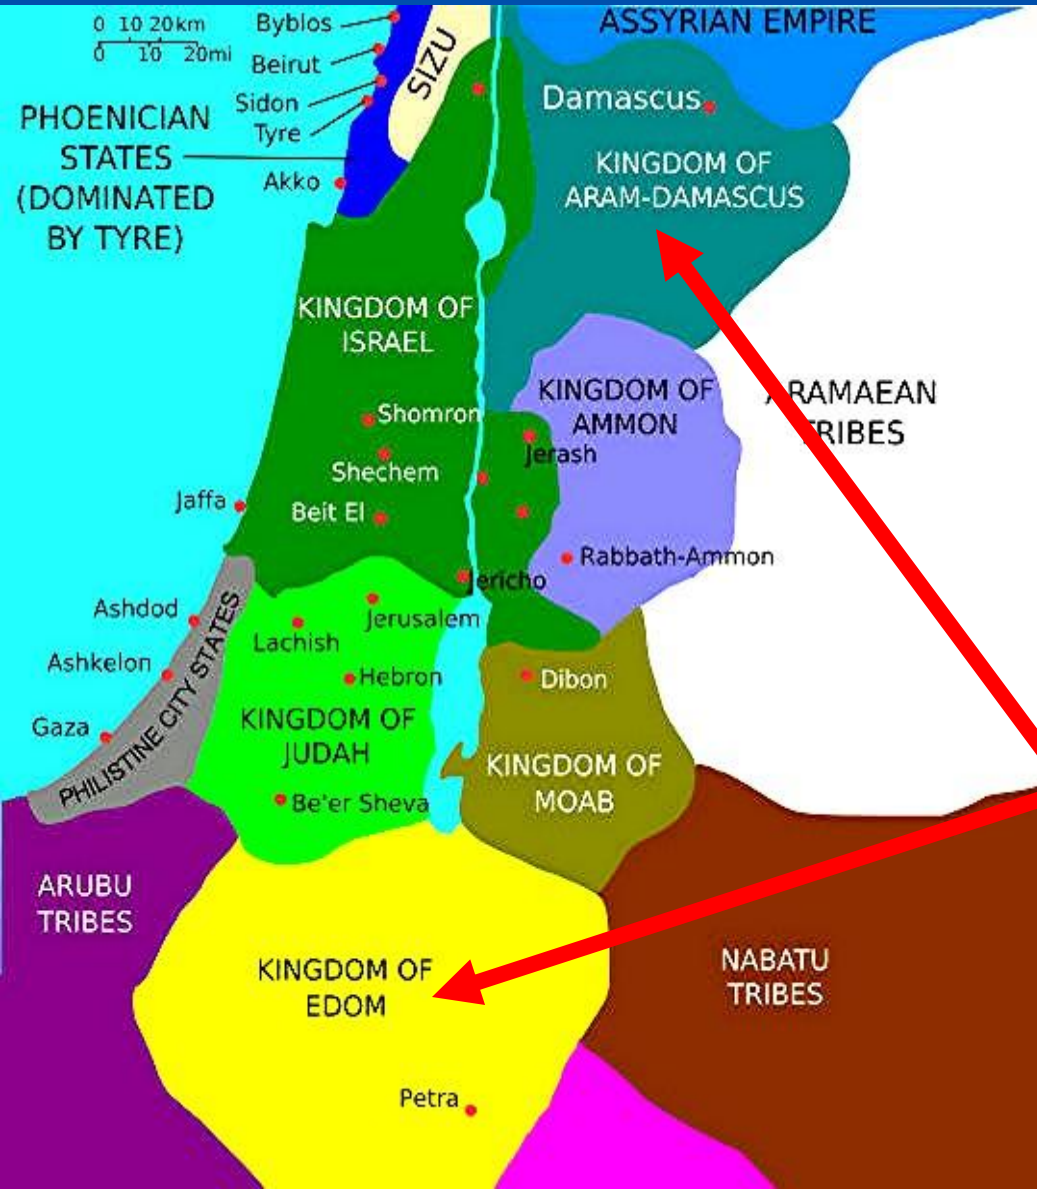 0 10 20km
0 10 20mi
Byblos
Beirut
Sidon
Tyre
Akko
PHOENICIAN
STATES
(DOMINATED
BY TYRE)
SIZU
ASSYRIAN EMPIRE
Damascus
KINGDOM OF
ARAM-DAMASCUS
KINGDOM OF
ISRAEL
KINGDOM OF
AMMON
ARAMAEAN
TRIBES
Shomron
Jerash
Shechem
Jaffa
Beit El
Rabbath-Ammon
Jericho
Ashdod
Jerusalem
Lachish
Ashkelon
Hebron
Dibon
Gaza
PHILISTINE CITY STATES
KINGDOM OF
JUDAH
KINGDOM OF
MOAB
Be'er Sheva
ARUBU
TRIBES
KINGDOM OF
EDOM
NABATU
TRIBES
Petra